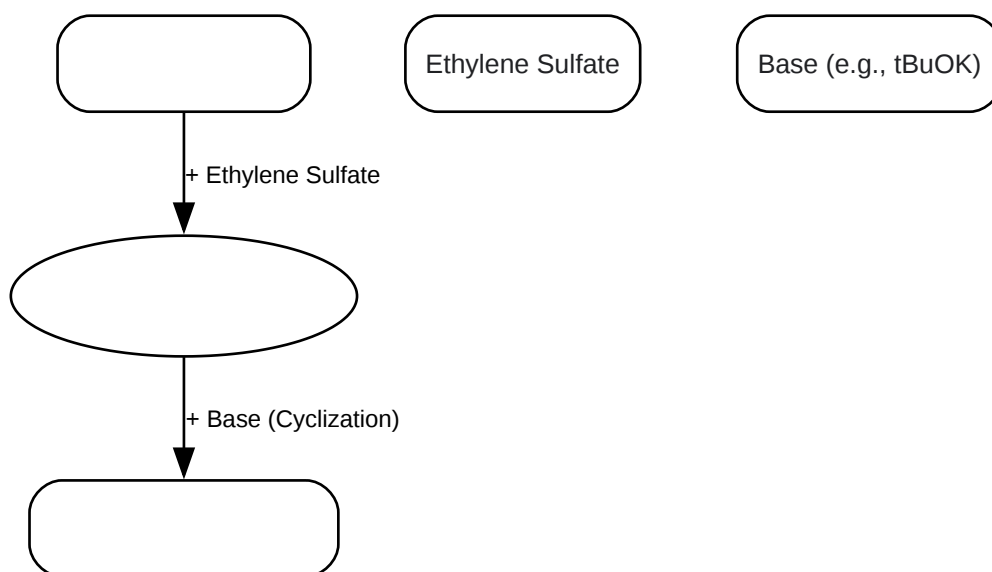 Ethylene Sulfate
Base (e.g., tBuOK)
+ Ethylene Sulfate
+ Base (Cyclization)